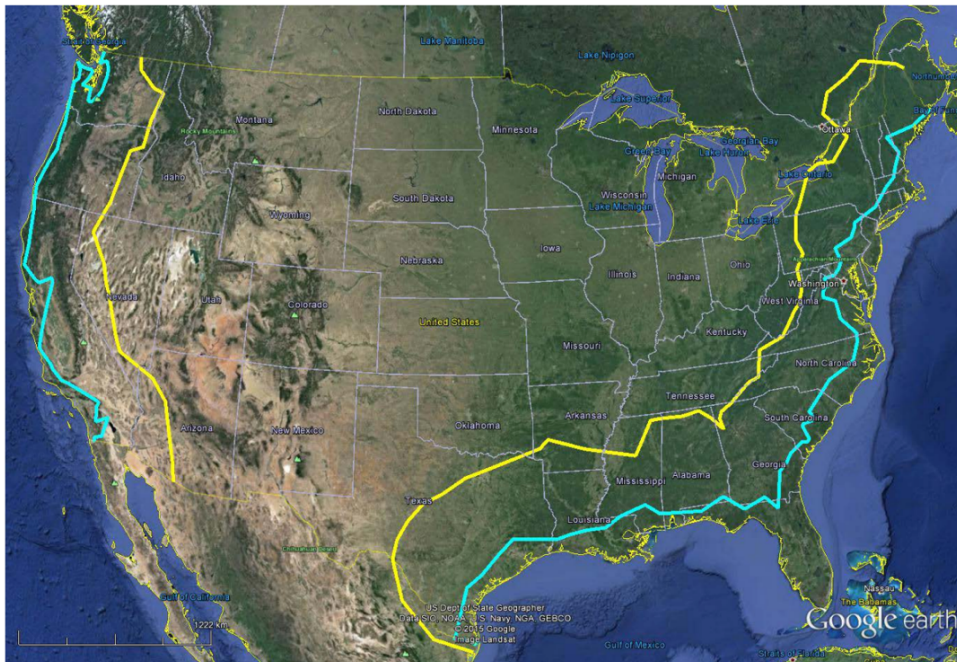 Lake Manitoba
Lake Nipigon
Ottawa
Lake Superior
Montana
North Dakota
Minnesota
Rocky Mountains
Georgian Bay
Green Bay
Lake Huron
Michigan
Lake Ontario
Idaho
Wisconsin
South Dakota
Lake Michigan
Wyoming
Lake Erie
Iowa
Nebraska
Ohio
Illinois
Indiana
Washington
Nevada
Utah
Colorado
West Virginia
United States
Kentucky
Missouri
North Carolina
Tennessee
Arkansas
South Carolina
Oklahoma
Arizona
New Mexico
Georgia
Alabama
Mississippi
Texas
Louisiana
Gulf of California
Nassau
The Bahamas
US Dept of State Geographer
Data SIO, NOAA, U.S. Navy, NGA, GEBCO
© 2015 Google
Image Landsat
1222 km
Google earth
Gulf of Mexico
Straits of Florida